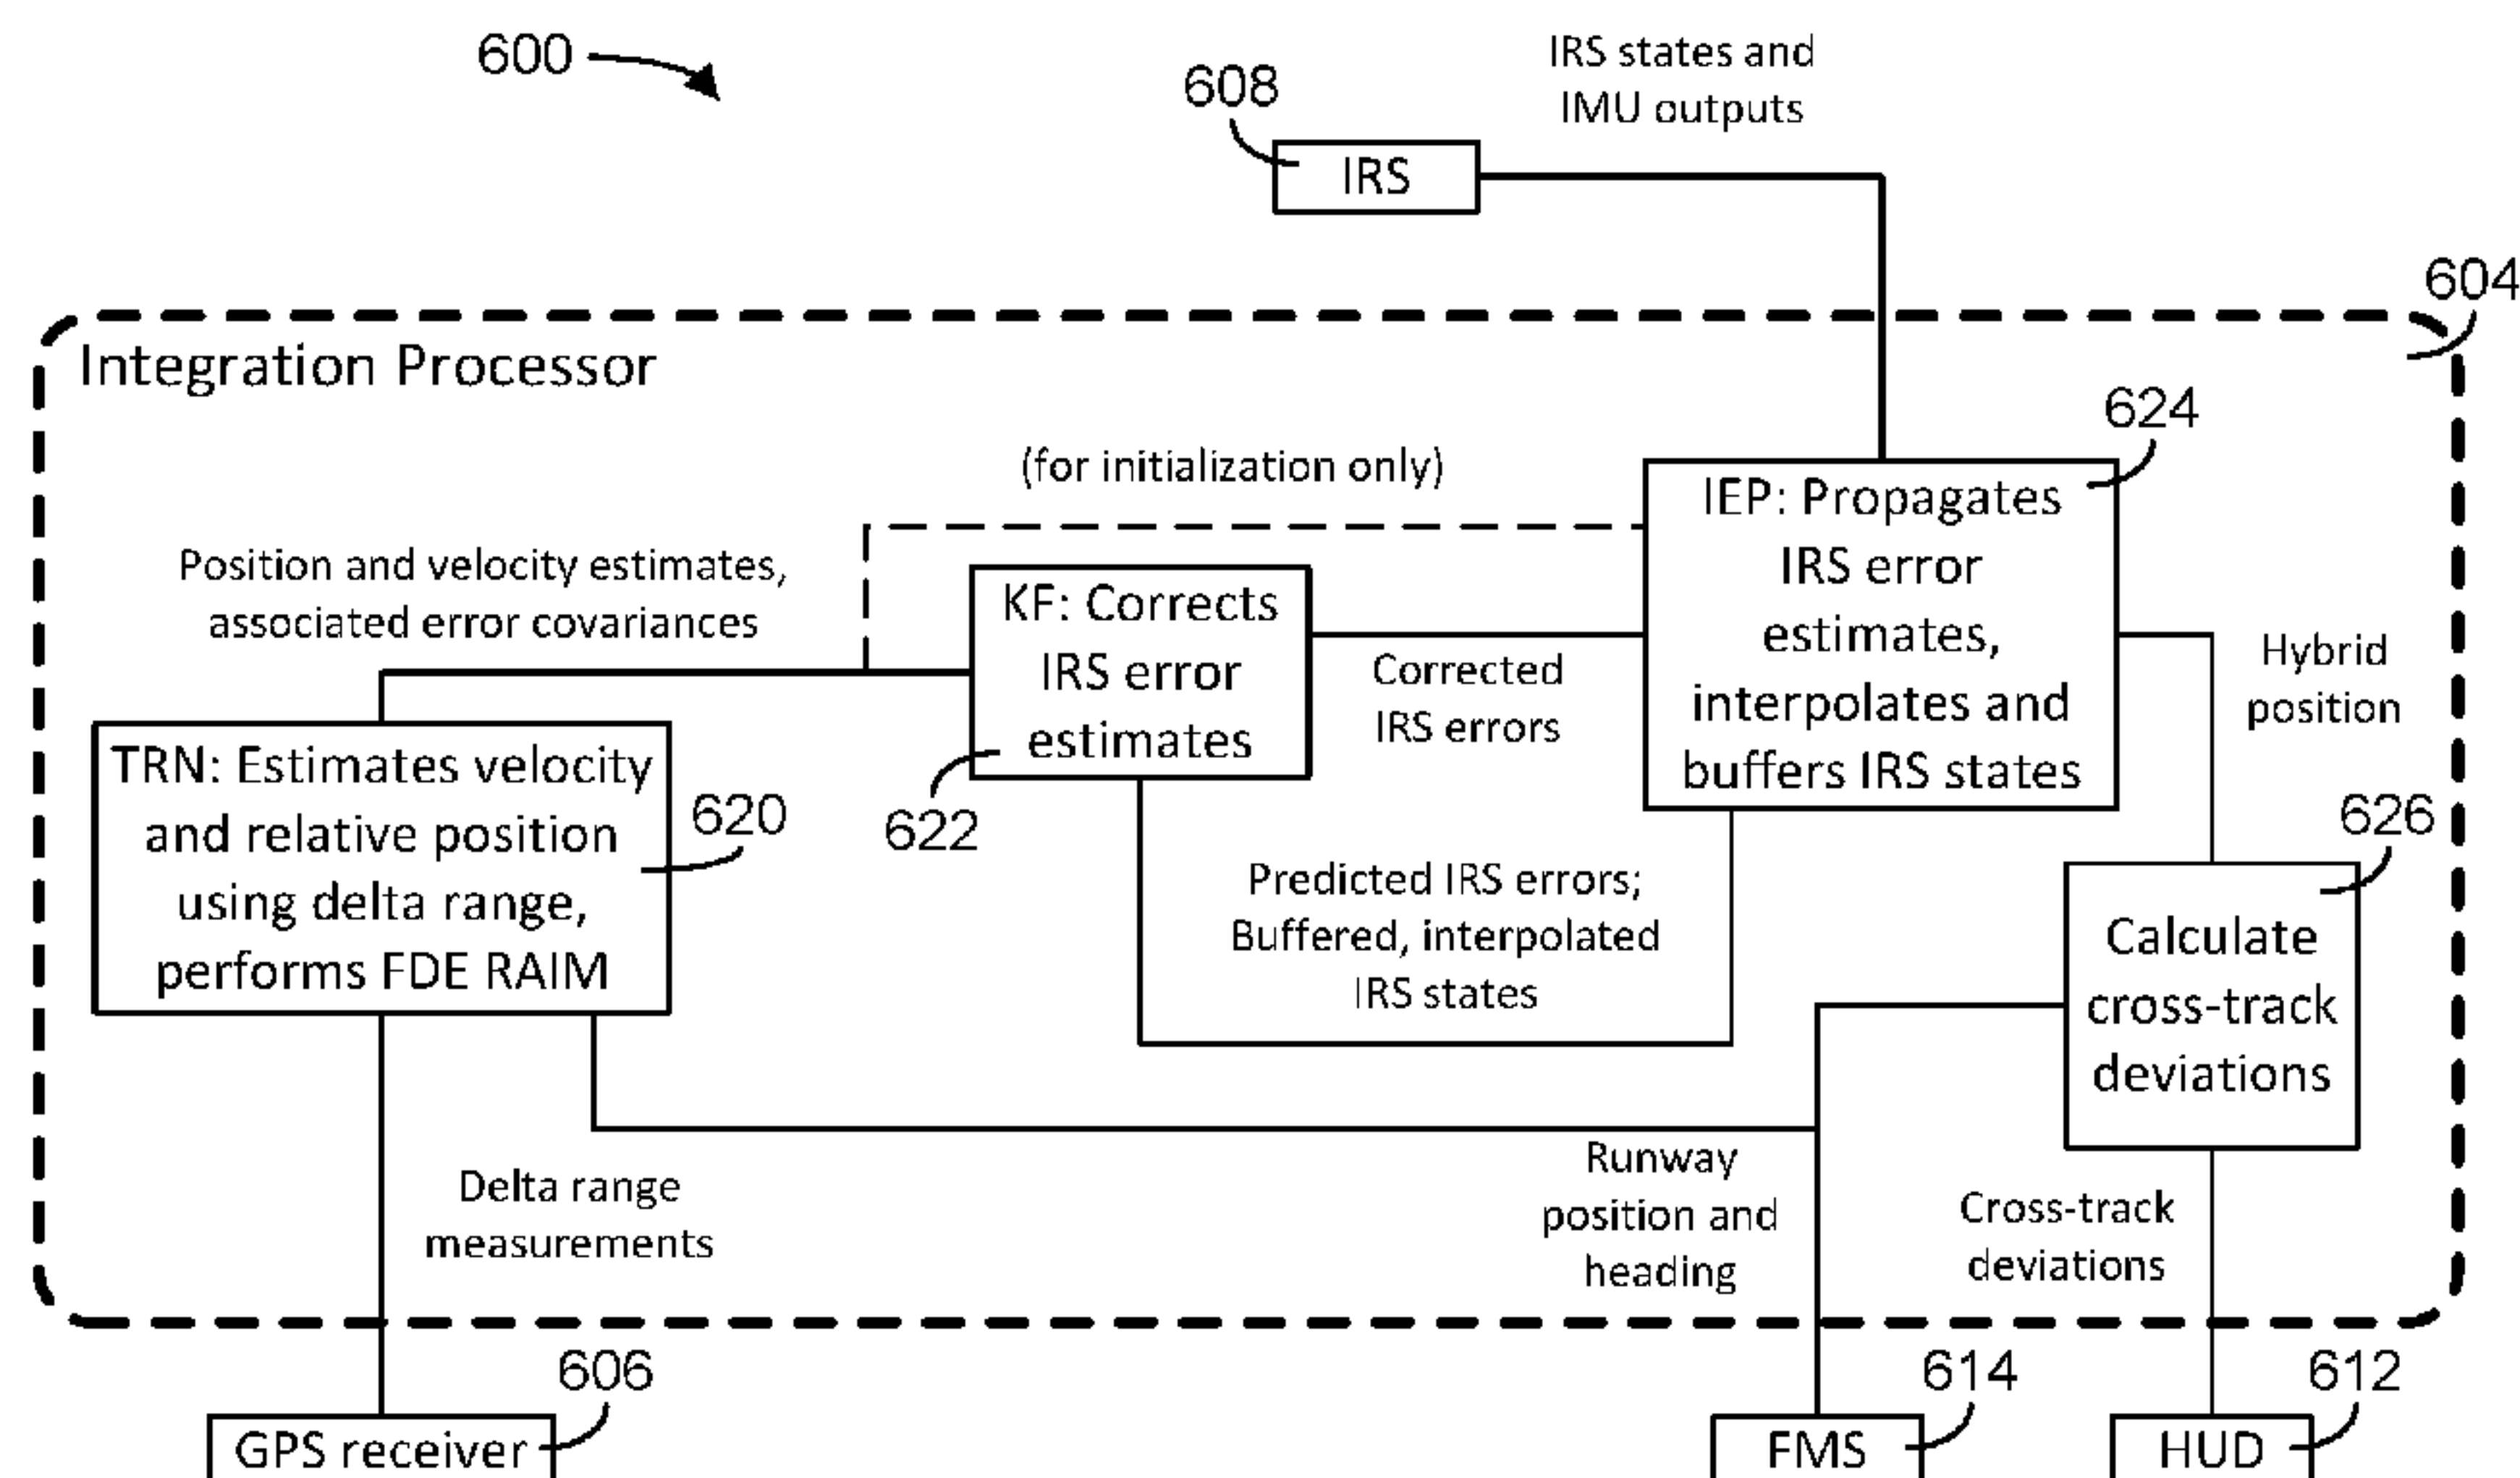 600
608
IRS states and
IMU outputs
IRS
604
Integration Processor
624
(for initialization only)
IEP: Propagates
IRS error
estimates,
interpolates and
buffers IRS states
Position and velocity estimates,
associated error covariances
KF: Corrects
IRS error
estimates
622
Corrected
IRS errors
Hybrid
position
TRN: Estimates velocity
and relative position
using delta range,
performs FDE RAIM
620
626
Predicted IRS errors;
Buffered, interpolated
IRS states
Calculate
cross-track
deviations
Delta range
measurements
Runway
position and
heading
Cross-track
deviations
606
614
612
GPS receiver
FMS
HUD